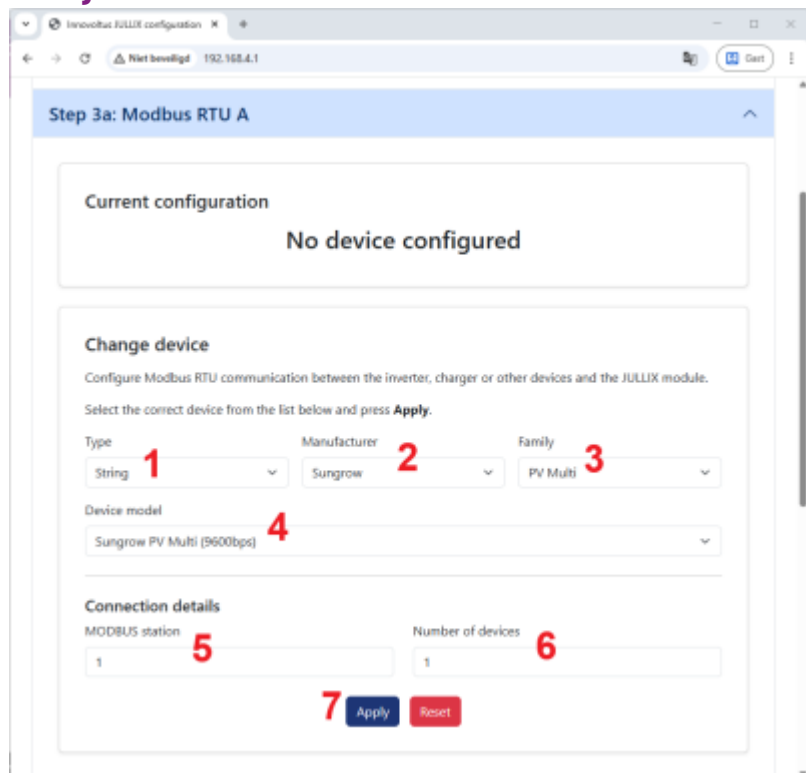 Innovoltus JULLIX configuration
Niet beveiligd 192.168.4.1
Gast
Step 3a: Modbus RTU A
Current configuration
No device configured
Change device
Configure Modbus RTU communication between the inverter, charger or other devices and the JULLIX module.
Select the correct device from the list below and press Apply.
Type Manufacturer Family
1 2 3
String Sungrow PV Multi
Device model
4
Sungrow PV Multi (9600bps)
Connection details
MODBUS station Number of devices
5 6
1 1
7 Apply Reset